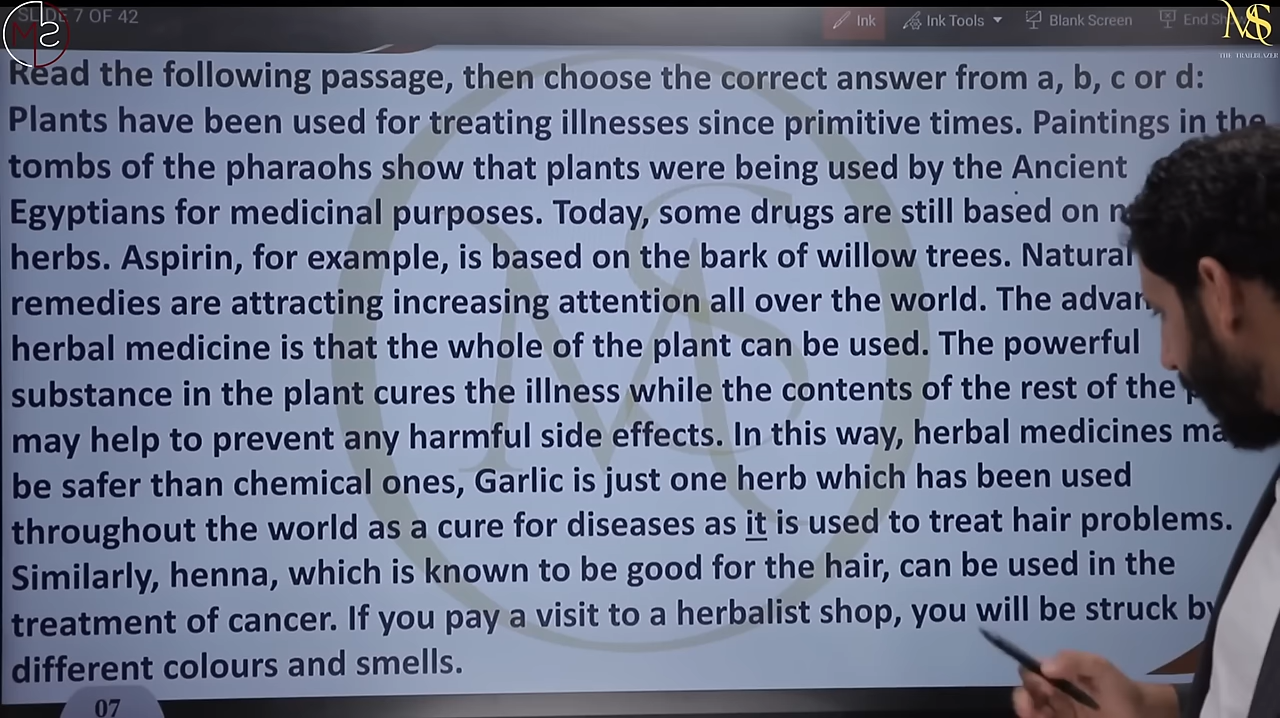 SLIDE 7 OF 42
Ink
Ink Tools
Blank Screen
End
MS
MS
THE TRAILBLAZER
Read the following passage, then choose the correct answer from a, b, c or d:
Plants have been used for treating illnesses since primitive times. Paintings in the
tombs of the pharaohs show that plants were being used by the Ancient
Egyptians for medicinal purposes. Today, some drugs are still based on
herbs. Aspirin, for example, is based on the bark of willow trees. Natural
remedies are attracting increasing attention all over the world. The
herbal medicine is that the whole of the plant can be used. The powerful
substance in the plant cures the illness while the contents of the rest of the
may help to prevent any harmful side effects. In this way, herbal medicines
be safer than chemical ones, Garlic is just one herb which has been used
throughout the world as a cure for diseases as it is used to treat hair problems.
Similarly, henna, which is known to be good for the hair, can be used in the
treatment of cancer. If you pay a visit to a herbalist shop, you will be struck by
different colours and smells.
07